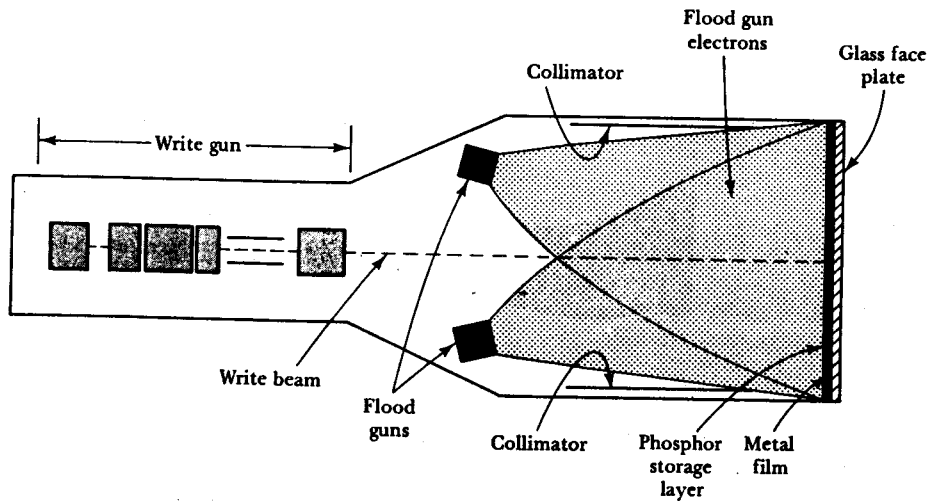 Flood gun
electrons
Glass face
plate
Collimator
Write gun
Write beam
Flood
guns
Collimator
Phosphor
storage
layer
Metal
film